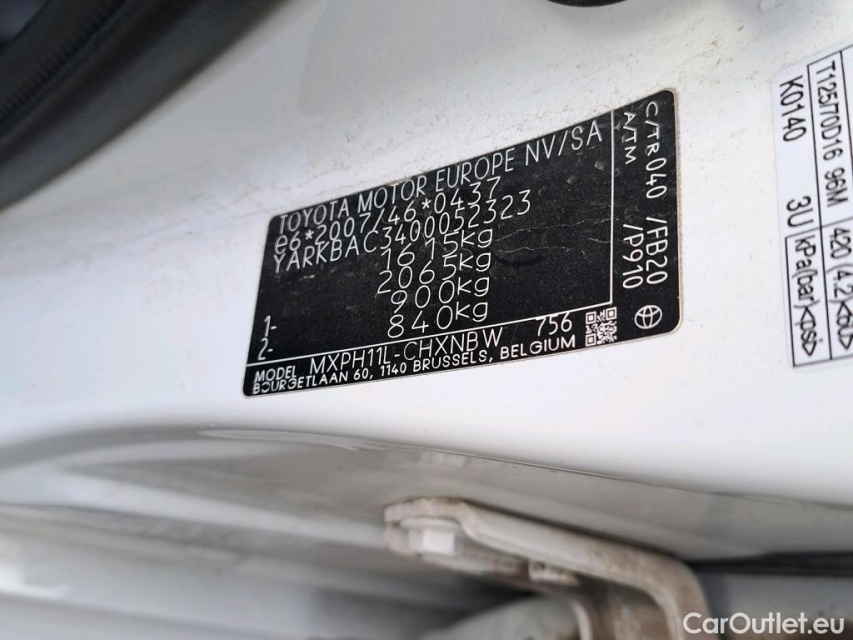 TOYOTA MOTOR EUROPE NV/SA
e6*2007/46*0437
YARKBAC3400052323
1615kg
2065kg
1- 900kg
2- 840kg
MODEL MXPH11L-CHXNBW 756
BOURGETLAAN 60, 1140 BRUSSELS, BELGIUM
C/TR 040 /FB20
A/TM /P910
T125/70D16 96M 420 (4.2)<60>
K0140 3U kPa(bar)<psi>
CarOutlet.eu